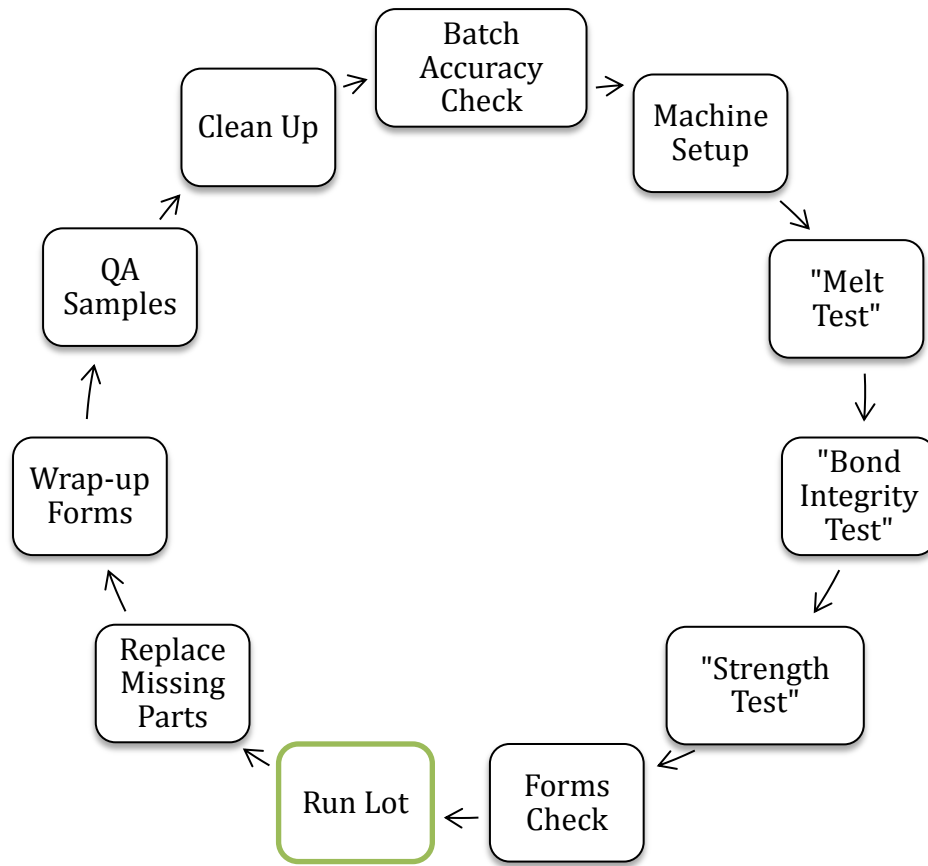 Batch
Accuracy
Check
Machine
Setup
"Melt
Test"
"Bond
Integrity
Test"
"Strength
Test"
Forms
Check
Run Lot
Replace
Missing
Parts
Wrap-up
Forms
QA
Samples
Clean Up